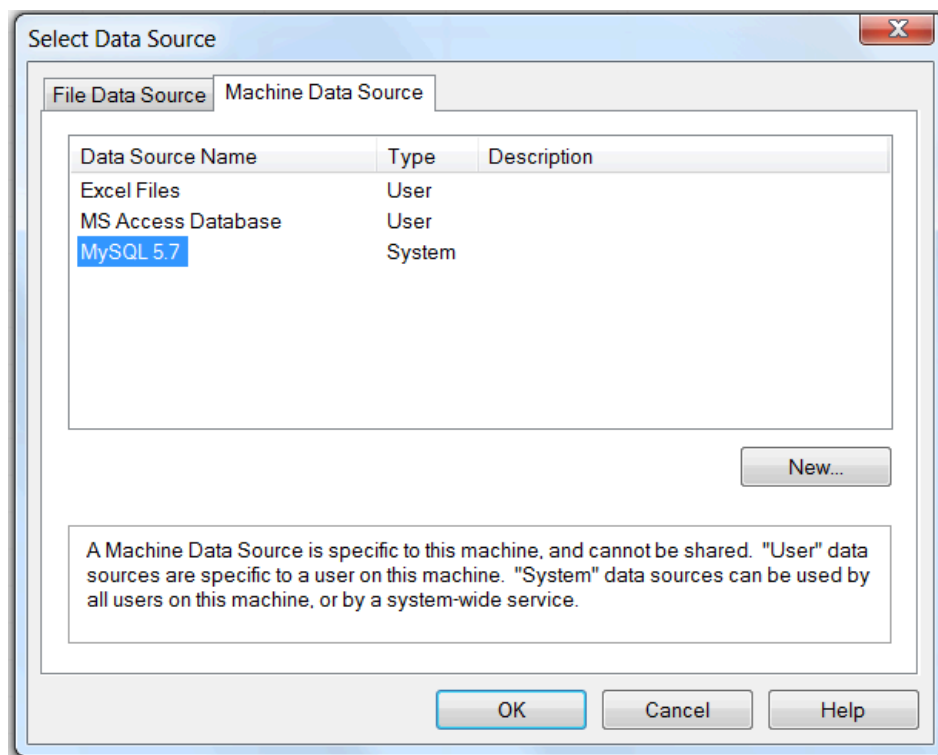 Select Data Source
File Data Source Machine Data Source
Data Source Name Type Description
Excel Files User
MS Access Database User
MySQL 5.7 System
New...
A Machine Data Source is specific to this machine, and cannot be shared. "User" data
sources are specific to a user on this machine. "System" data sources can be used by
all users on this machine, or by a system-wide service.
OK Cancel Help